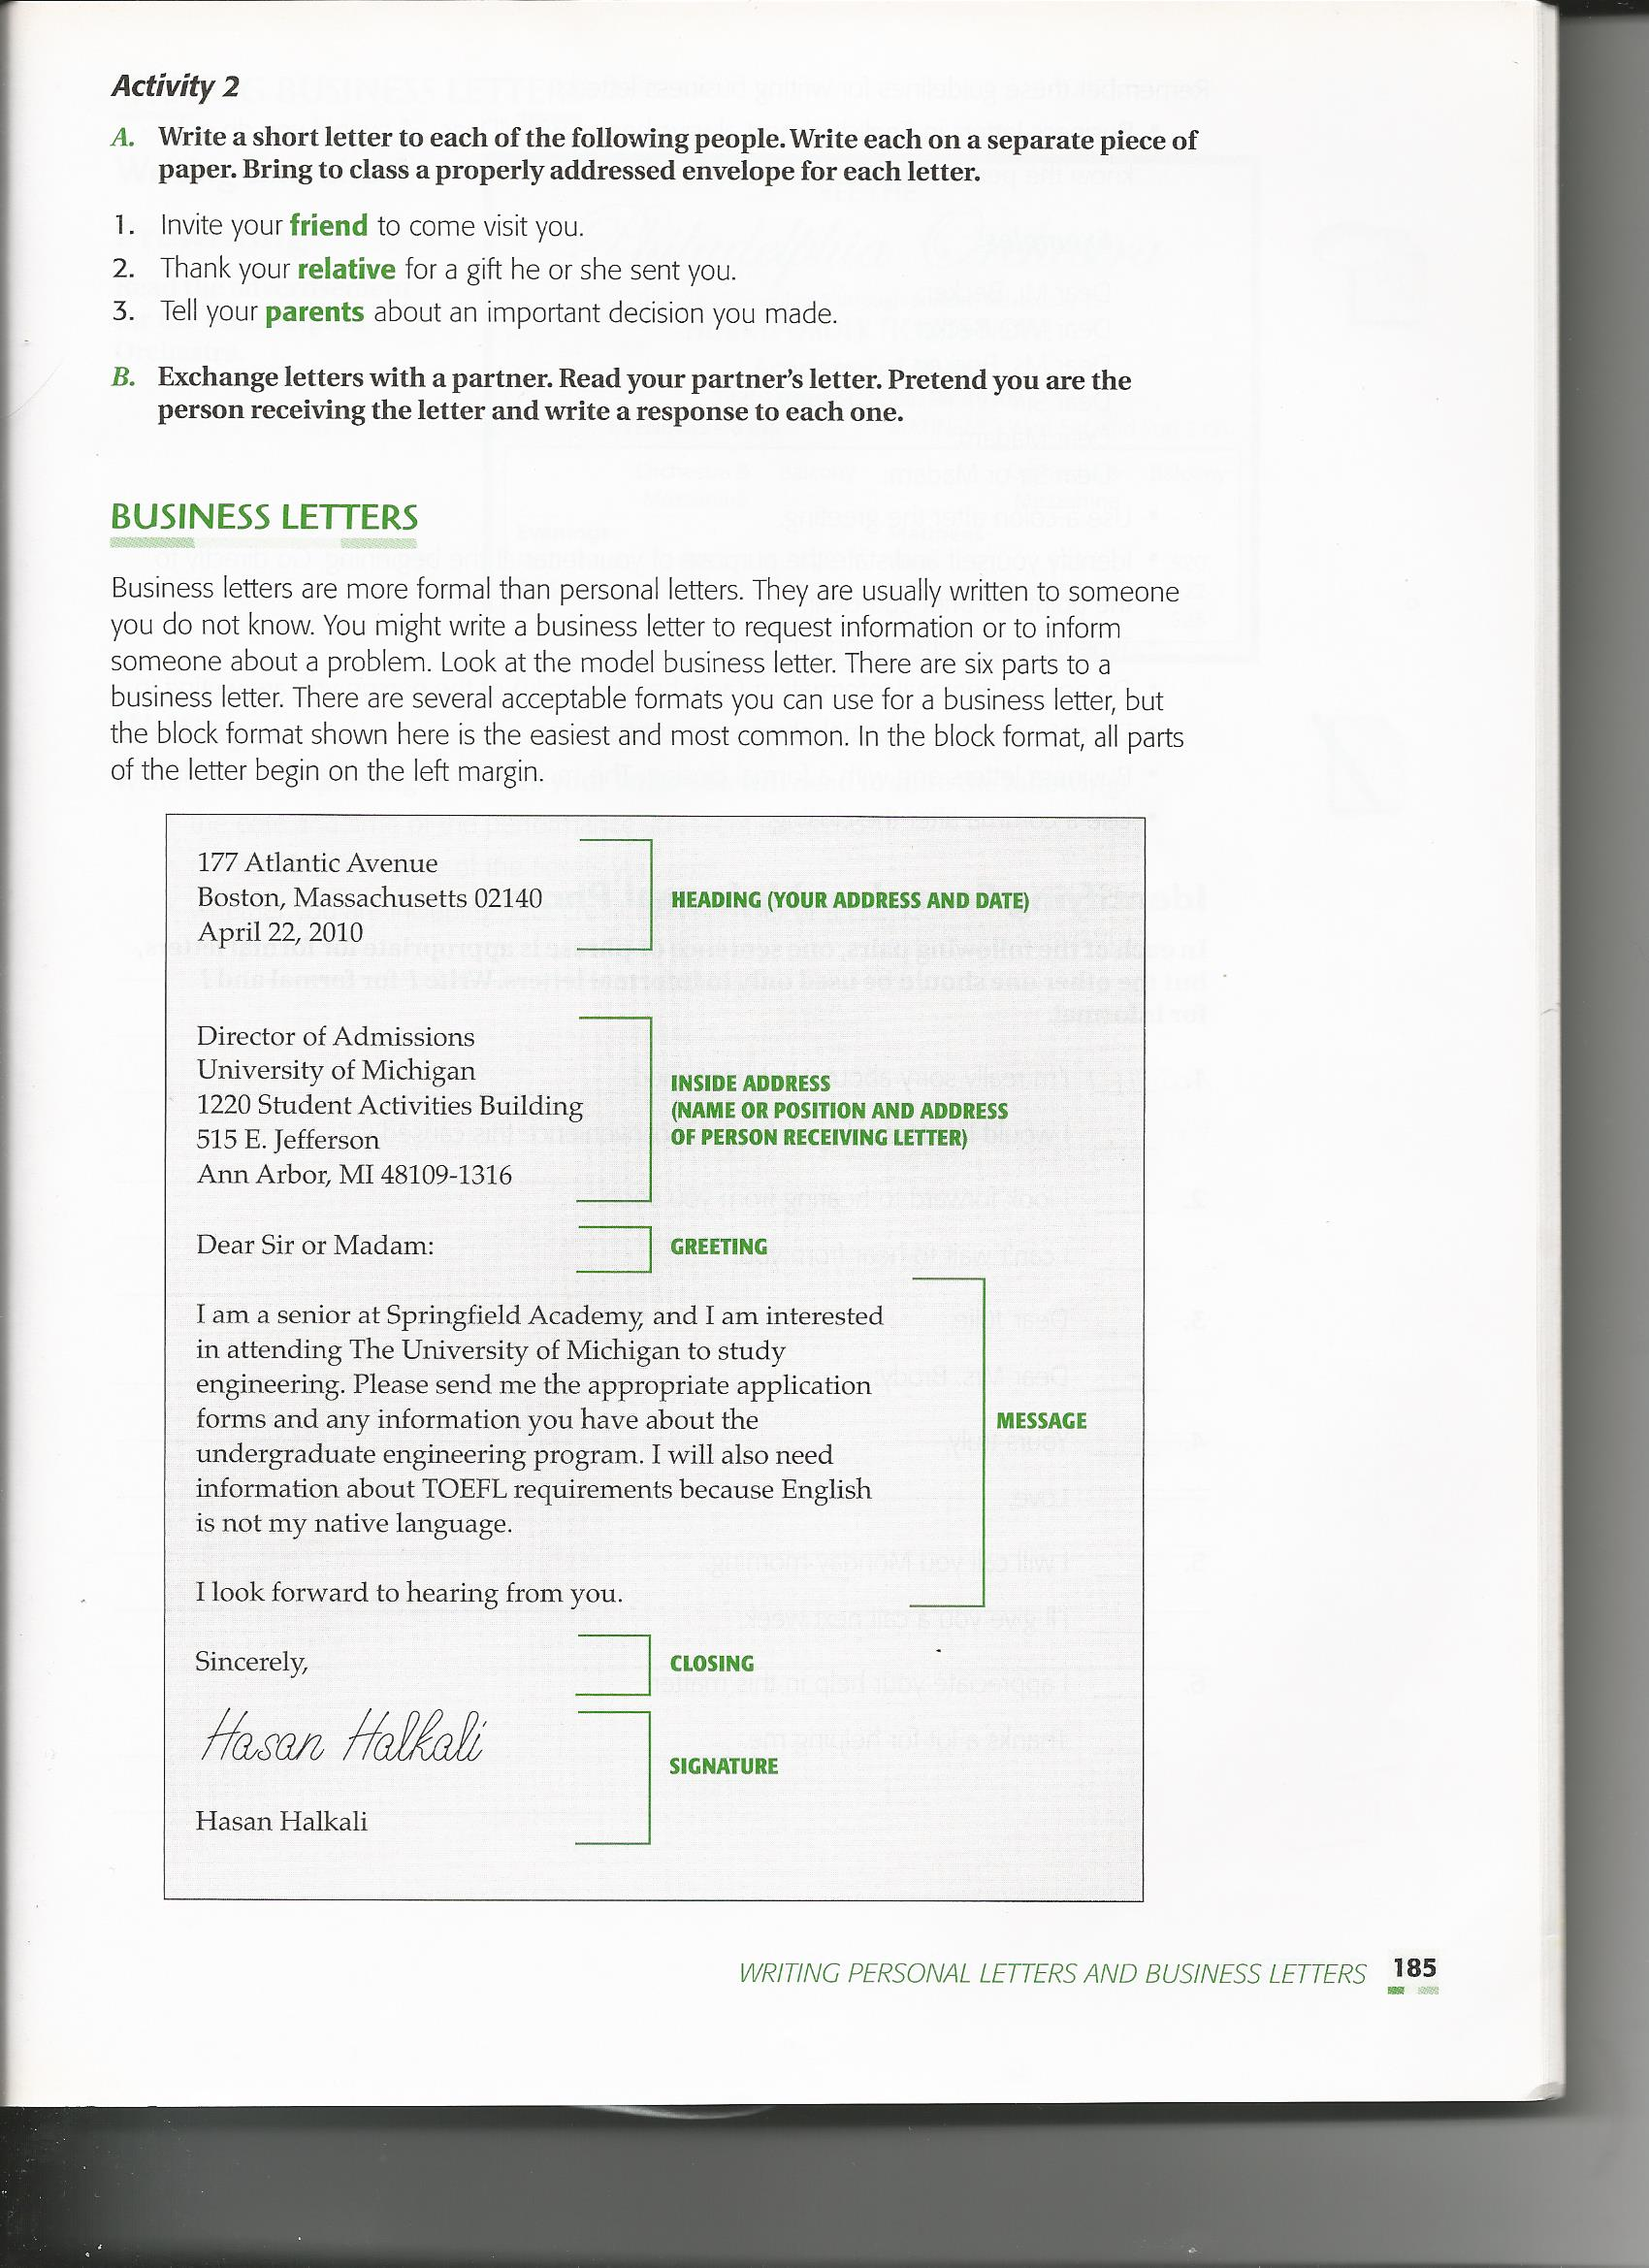 Activity 2
A. Write a short letter to each of the following people. Write each on a separate piece of
paper. Bring to class a properly addressed envelope for each letter.
1. Invite your friend to come visit you.
2. Thank your relative for a gift he or she sent you.
3. Tell your parents about an important decision you made.
B. Exchange letters with a partner. Read your partner's letter. Pretend you are the
person receiving the letter and write a response to each one.
BUSINESS LETTERS
Business letters are more formal than personal letters. They are usually written to someone
you do not know. You might write a business letter to request information or to inform
someone about a problem. Look at the model business letter. There are six parts to a
business letter. There are several acceptable formats you can use for a business letter, but
the block format shown here is the easiest and most common. In the block format, all parts
of the letter begin on the left margin.
177 Atlantic Avenue
Boston, Massachusetts 02140
April 22, 2010
HEADING (YOUR ADDRESS AND DATE)
Director of Admissions
University of Michigan
1220 Student Activities Building
515 E. Jefferson
Ann Arbor, MI 48109-1316
INSIDE ADDRESS
(NAME OR POSITION AND ADDRESS
OF PERSON RECEIVING LETTER)
Dear Sir or Madam:
GREETING
I am a senior at Springfield Academy, and I am interested
in attending The University of Michigan to study
engineering. Please send me the appropriate application
forms and any information you have about the
undergraduate engineering program. I will also need
information about TOEFL requirements because English
is not my native language.
I look forward to hearing from you.
MESSAGE
Sincerely,
CLOSING
Hasan Halkali
Hasan Halkali
SIGNATURE
WRITING PERSONAL LETTERS AND BUSINESS LETTERS 185